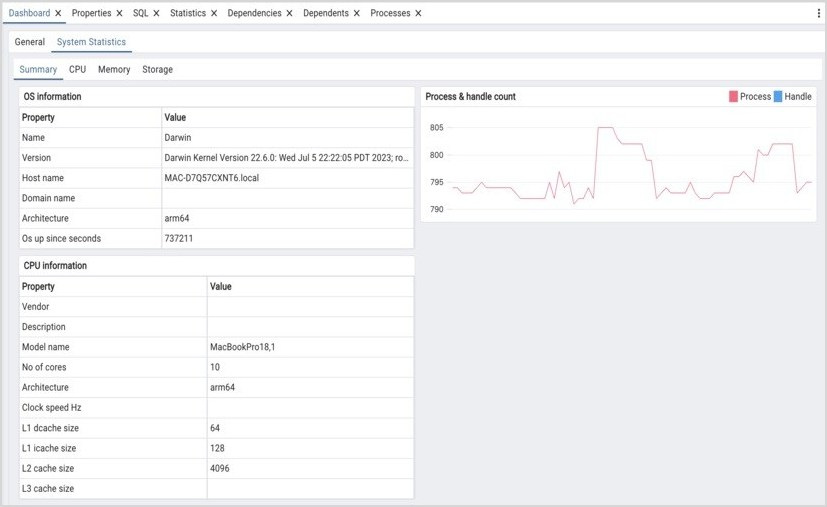 Dashboard Properties SQL Statistics Dependencies Dependents Processes
General System Statistics
Summary CPU Memory Storage
OS information
Property Value
Name Darwin
Version Darwin Kernel Version 22.6.0: Wed Jul 5 22:22:05 PDT 2023; ro...
Host name MAC-D7Q57CXNT6.local
Domain name
Architecture arm64
Os up since seconds 737211
CPU information
Property Value
Vendor
Description
Model name MacBookPro18,1
No of cores 10
Architecture arm64
Clock speed Hz
L1 dcache size 64
L1 icache size 128
L2 cache size 4096
L3 cache size
Process & handle count Process Handle
805
800
795
790